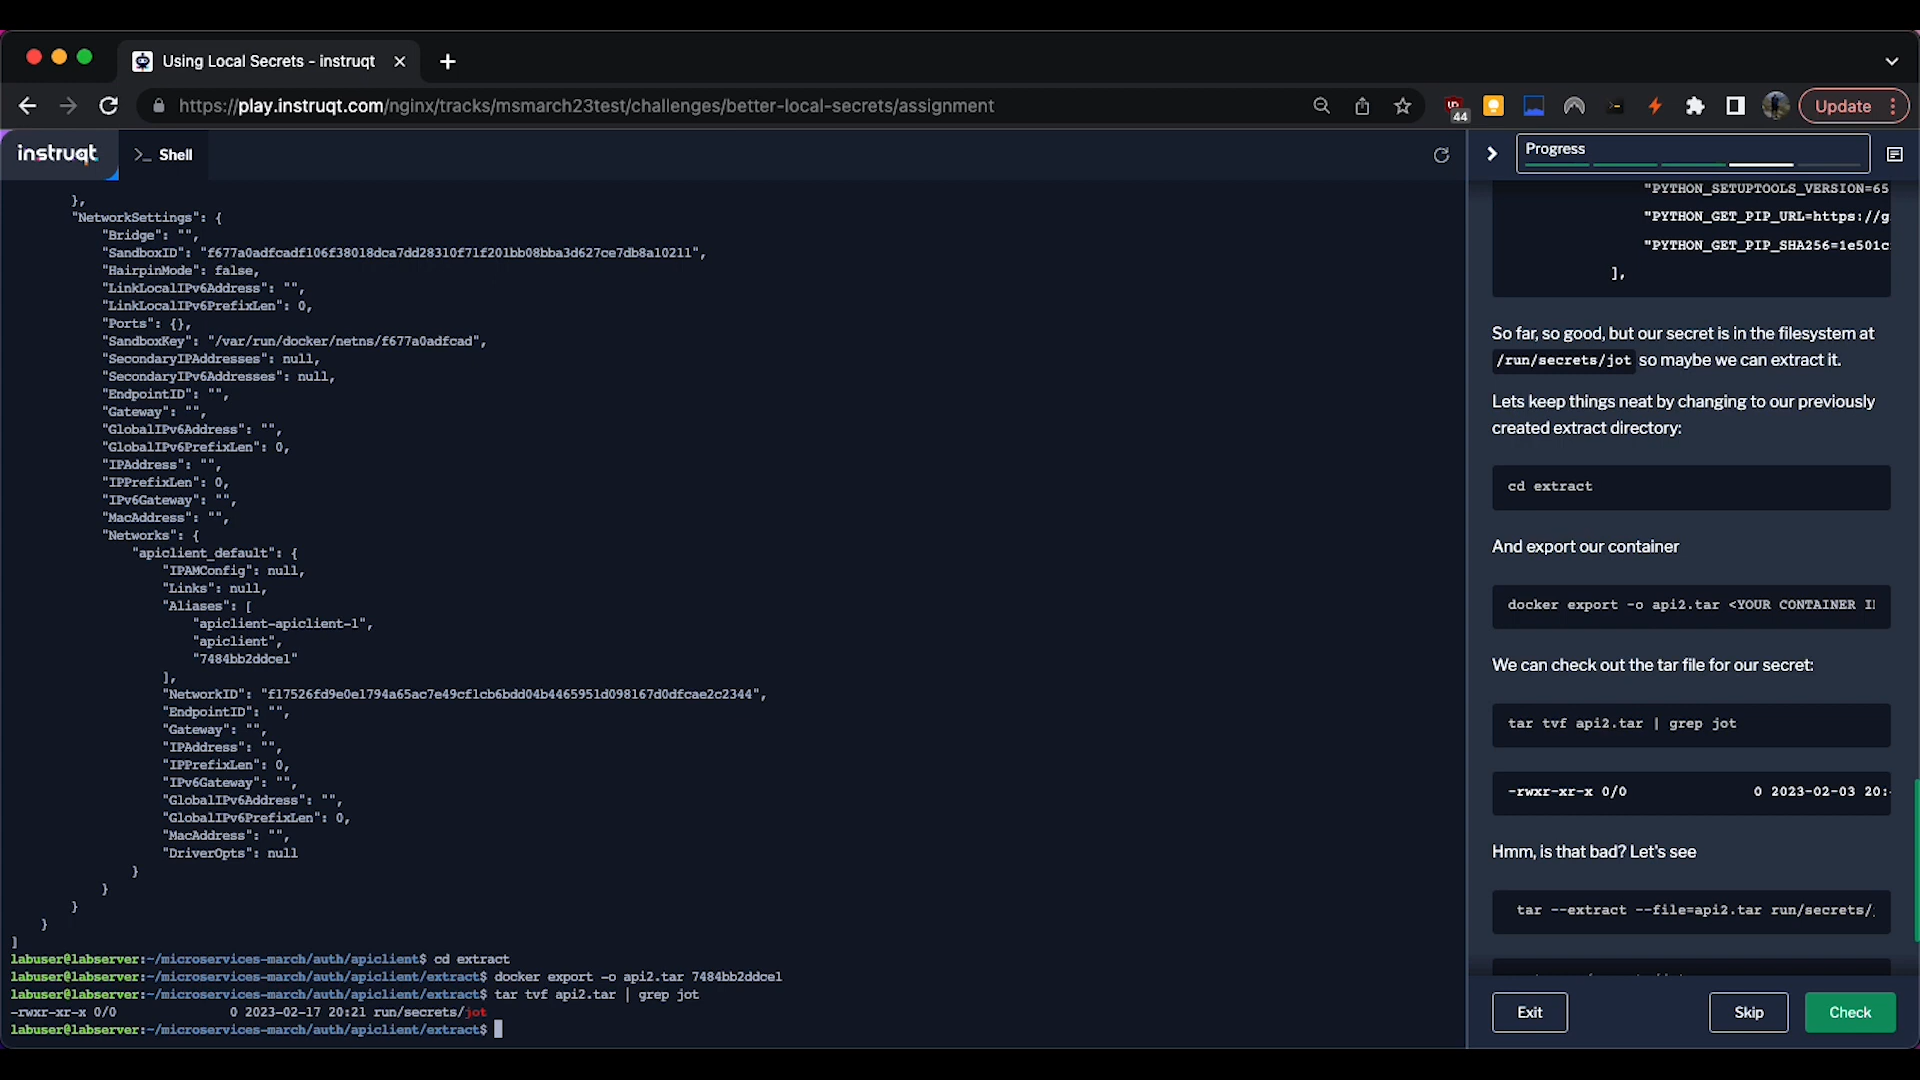 Using Local Secrets - instruqt
https://play.instruqt.com/nginx/tracks/msmarch23test/challenges/better-local-secrets/assignment
44
Update
instruqt
>_ Shell
Progress
},
"NetworkSettings": {
"Bridge": "",
"SandboxID": "f677a0adfcadf106f38018dca7dd28310f71f201bb08bba3d627ce7db8a10211",
"HairpinMode": false,
"LinkLocalIPv6Address": "",
"LinkLocalIPv6PrefixLen": 0,
"Ports": {},
"SandboxKey": "/var/run/docker/netns/f677a0adfcad",
"SecondaryIPAddresses": null,
"SecondaryIPv6Addresses": null,
"EndpointID": "",
"Gateway": "",
"GlobalIPv6Address": "",
"GlobalIPv6PrefixLen": 0,
"IPAddress": "",
"IPPrefixLen": 0,
"IPv6Gateway": "",
"MacAddress": "",
"Networks": {
"apiclient_default": {
"IPAMConfig": null,
"Links": null,
"Aliases": [
"apiclient-apiclient-1",
"apiclient",
"7484bb2ddce1"
],
"NetworkID": "f17526fd9e0e1794a65ac7e49cf1cb6bdd04b4465951d098167d0dfcae2c2344",
"EndpointID": "",
"Gateway": "",
"IPAddress": "",
"IPPrefixLen": 0,
"IPv6Gateway": "",
"GlobalIPv6Address": "",
"GlobalIPv6PrefixLen": 0,
"MacAddress": "",
"DriverOpts": null
}
}
}
}
]
labuser@labserver:~/microservices-march/auth/apiclient$ cd extract
labuser@labserver:~/microservices-march/auth/apiclient/extract$ docker export -o api2.tar 7484bb2ddce1
labuser@labserver:~/microservices-march/auth/apiclient/extract$ tar tvf api2.tar | grep jot
-rwxr-xr-x 0/0 0 2023-02-17 20:21 run/secrets/jot
labuser@labserver:~/microservices-march/auth/apiclient/extract$
"PYTHON_SETUPTOOLS_VERSION=65
"PYTHON_GET_PIP_URL=https://g
"PYTHON_GET_PIP_SHA256=1e501c
],
So far, so good, but our secret is in the filesystem at
/run/secrets/jot so maybe we can extract it.
Lets keep things neat by changing to our previously
created extract directory:
cd extract
And export our container
docker export -o api2.tar <YOUR CONTAINER I
We can check out the tar file for our secret:
tar tvf api2.tar | grep jot
-rwxr-xr-x 0/0 0 2023-02-03 20:
Hmm, is that bad? Let's see
tar --extract --file=api2.tar run/secrets/
Exit
Skip
Check